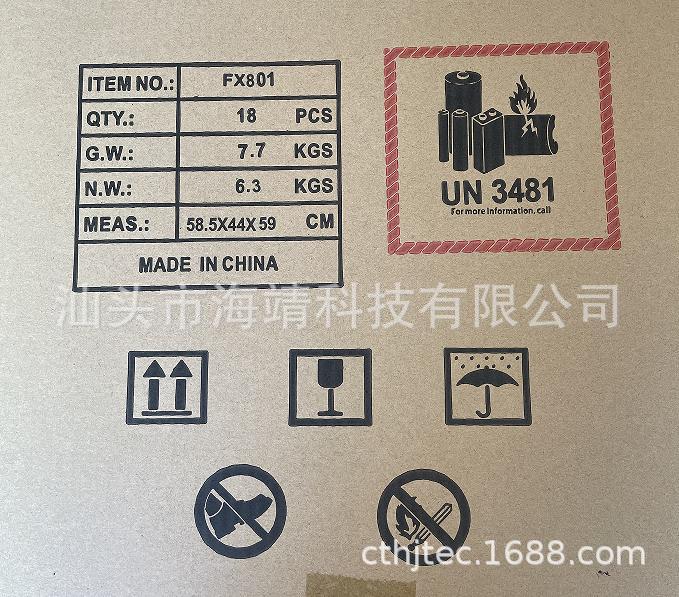 ITEM NO.: FX801
QTY.: 18 PCS
G.W.: 7.7 KGS
N.W.: 6.3 KGS
MEAS.: 58.5X44X59 CM
MADE IN CHINA
UN 3481
For more information, call
汕头市海靖科技有限公司
cthjtec.1688.com